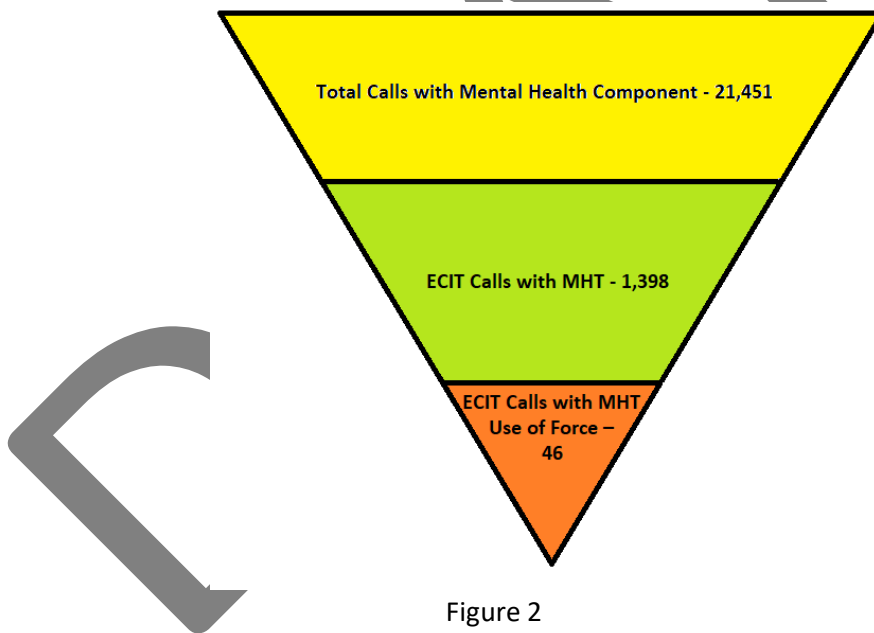 Total Calls with Mental Health Component - 21,451
ECIT Calls with MHT - 1,398
ECIT Calls with MHT
Use of Force –
46
Figure 2